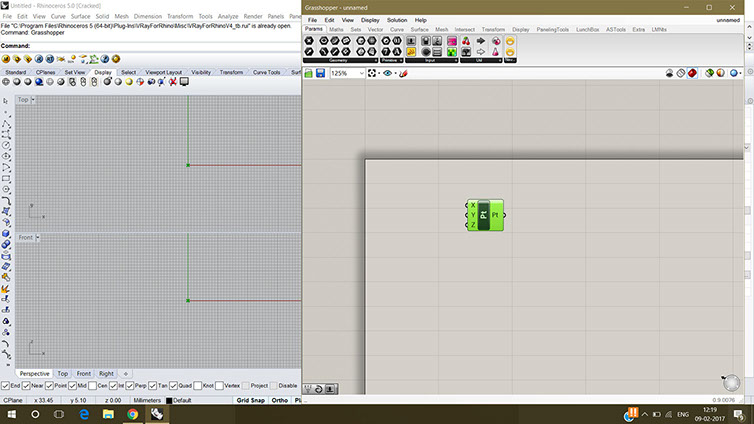 Untitled - Rhinoceros 5.0 [Cracked]
File Edit View Curve Surface Solid Mesh Dimension Transform Tools Analyze Render Panels
File "C:\Program Files\Rhinoceros 5 (64-bit)\Plug-ins\VRayForRhino\Misc\VRayForRhinoV4_tb.rui" is already open.
Command: Grasshopper
Command:
Standard CPlanes Set View Display Select Viewport Layout Visibility Transform Curve Tools
Top
Front
Perspective Top Front Right
End Near Point Mid Cen Int Perp Tan Quad Knot Vertex Project Disable
CPlane x 33.45 y 5.10 z 0.00 Millimeters Default Grid Snap Ortho
Grasshopper - unnamed
File Edit View Display Solution Help unnamed
Params Maths Sets Vector Curve Surface Mesh Intersect Transform Display PanelingTools LunchBox ASTools Extra LMNts
Geometry Primitive Input Util
125%
X
Y Pt Pt
Z
0.9.0076
ENG 12:19
09-02-2017